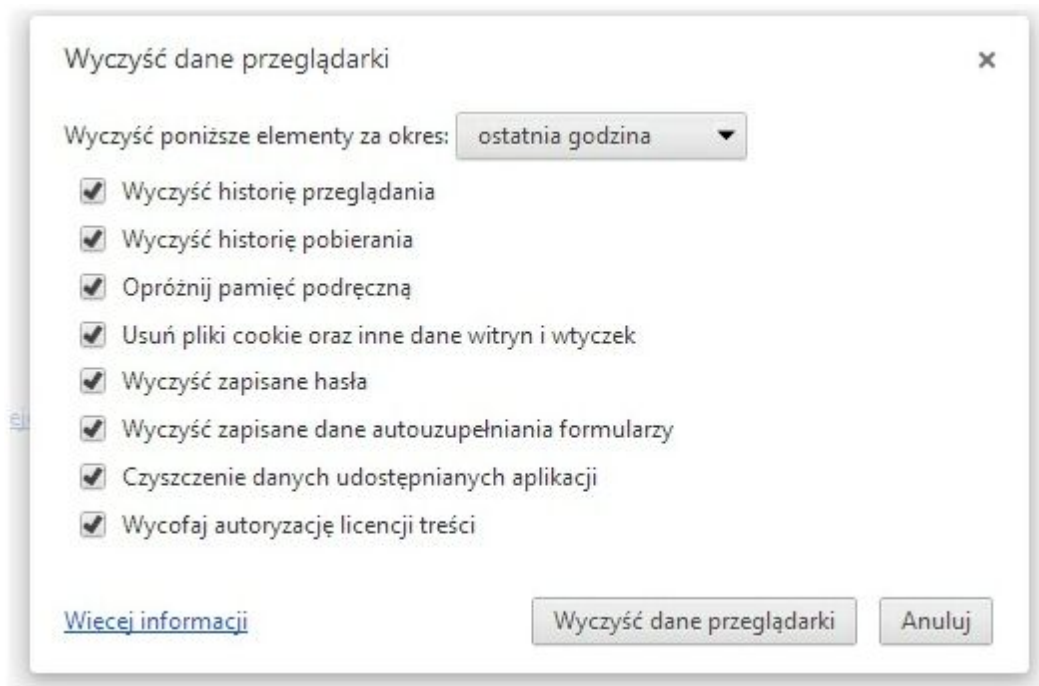 Wyczyść dane przeglądarki
Wyczyść poniższe elementy za okres: ostatnia godzina
Wyczyść historię przeglądania
Wyczyść historię pobierania
Opróżnij pamięć podręczną
Usuń pliki cookie oraz inne dane witryn i wtyczek
Wyczyść zapisane hasła
Wyczyść zapisane dane autouzupełniania formularzy
Czyszczenie danych udostępnianych aplikacji
Wycofaj autoryzację licencji treści
Więcej informacji Wyczyść dane przeglądarki Anuluj